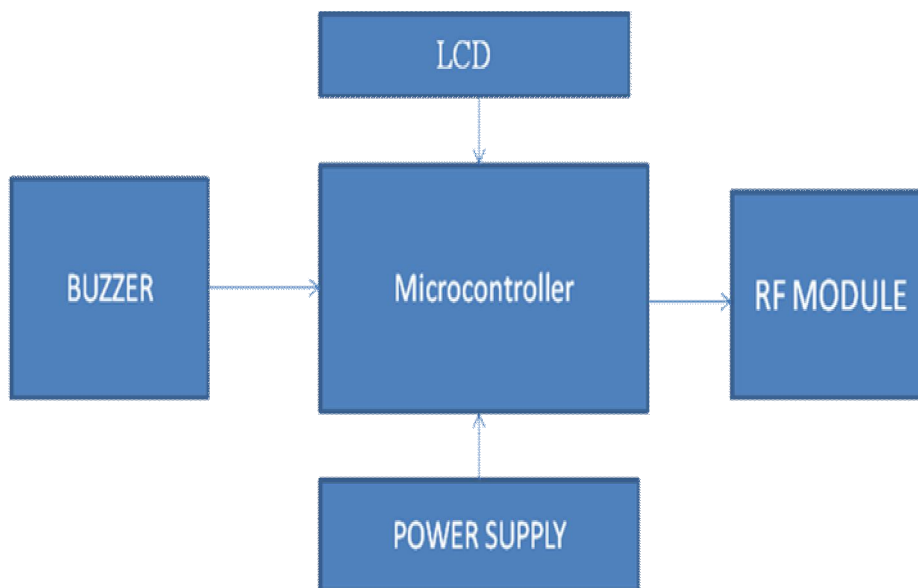 LCD
BUZZER
Microcontroller
RF MODULE
POWER SUPPLY